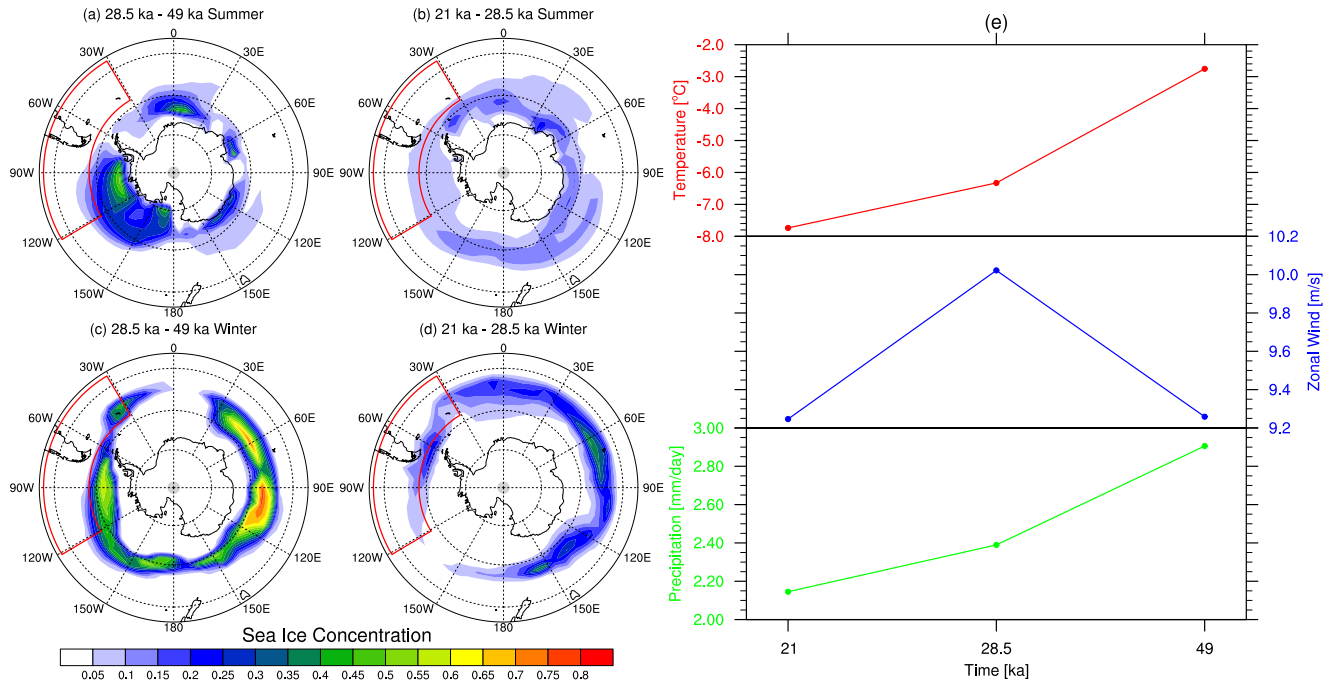 (a) 28.5 ka - 49 ka Summer
0
30W
30E
60W
60E
90W
90E
120W
120E
150W
150E
180
(b) 21 ka - 28.5 ka Summer
0
30W
30E
60W
60E
90W
90E
120W
120E
150W
150E
180
(c) 28.5 ka - 49 ka Winter
0
30W
30E
60W
60E
90W
90E
120W
120E
150W
150E
180
(d) 21 ka - 28.5 ka Winter
0
30W
30E
60W
60E
90W
90E
120W
120E
150W
150E
180
Sea Ice Concentration
0.05 0.1 0.15 0.2 0.25 0.3 0.35 0.4 0.45 0.5 0.55 0.6 0.65 0.7 0.75 0.8
(e)
Temperature [°C]
-2.0
-3.0
-4.0
-5.0
-6.0
-7.0
-8.0
Zonal Wind [m/s]
10.2
10.0
9.8
9.6
9.4
9.2
Precipitation [mm/day]
3.00
2.80
2.60
2.40
2.20
2.00
21 28.5 49
Time [ka]